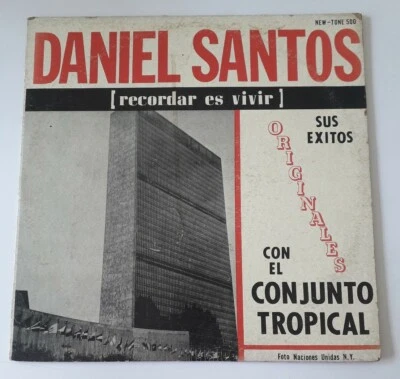 NEW-TONE 500
DANIEL SANTOS
[recordar es vivir]
SUS
EXITOS
ORIGINALES
CON
EL
CONJUNTO
TROPICAL
Foto Naciones Unidas N.Y.